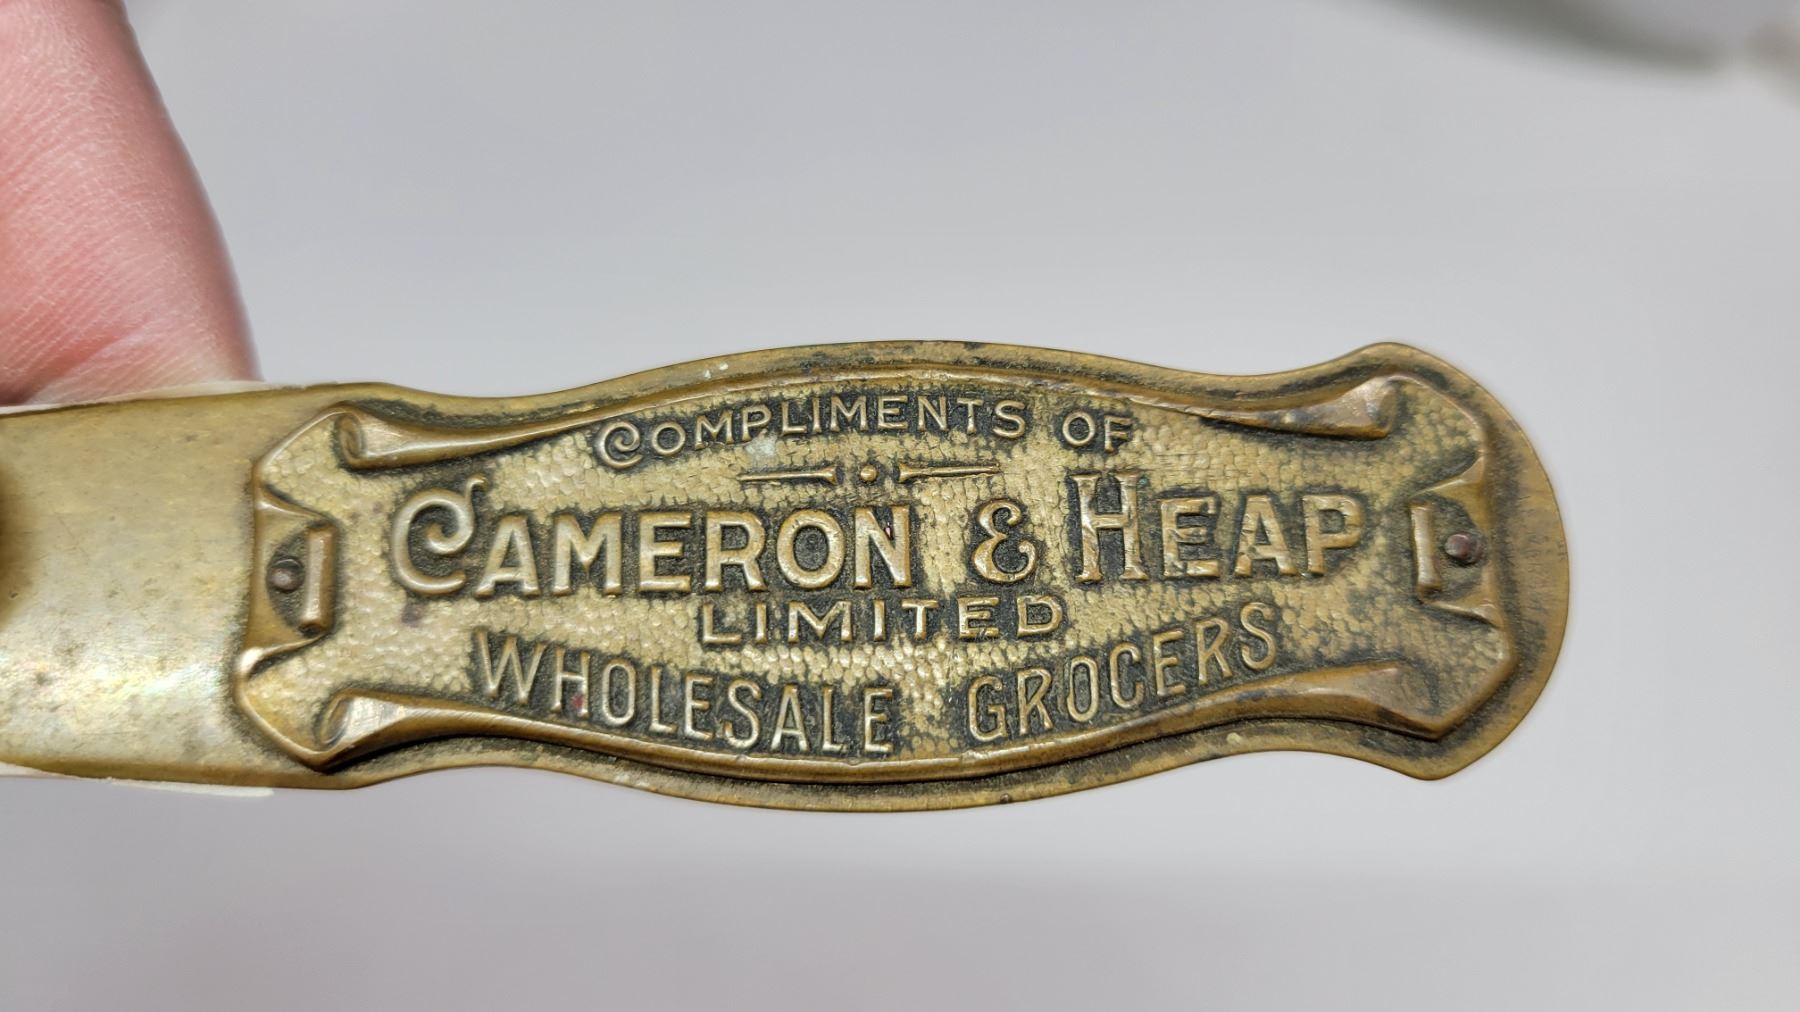 COMPLIMENTS OF
CAMERON & HEAP
LIMITED
WHOLESALE GROCERS